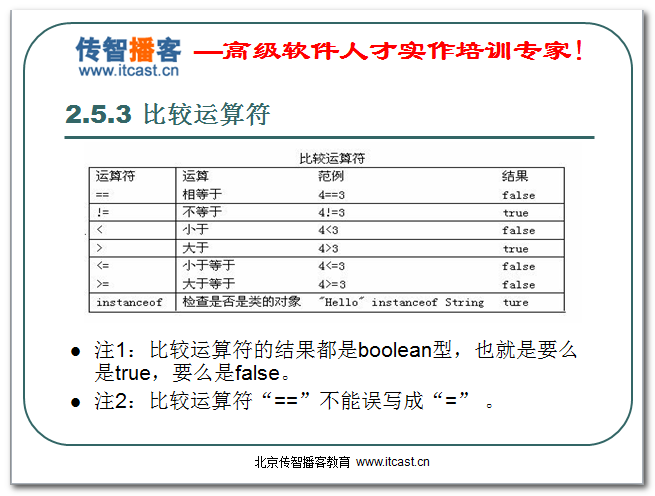 传智播客 —高级软件人才实作培训专家!
www.itcast.cn
2.5.3 比较运算符
比较运算符
运算符 运算 范例 结果
== 相等于 4==3 false
!= 不等于 4!=3 true
< 小于 4<3 false
> 大于 4>3 true
<= 小于等于 4<=3 false
>= 大于等于 4>=3 false
instanceof 检查是否是类的对象 "Hello" instanceof String ture
● 注1：比较运算符的结果都是boolean型，也就是要么
是true，要么是false。
● 注2：比较运算符“==”不能误写成“=” 。
北京传智播客教育 www.itcast.cn